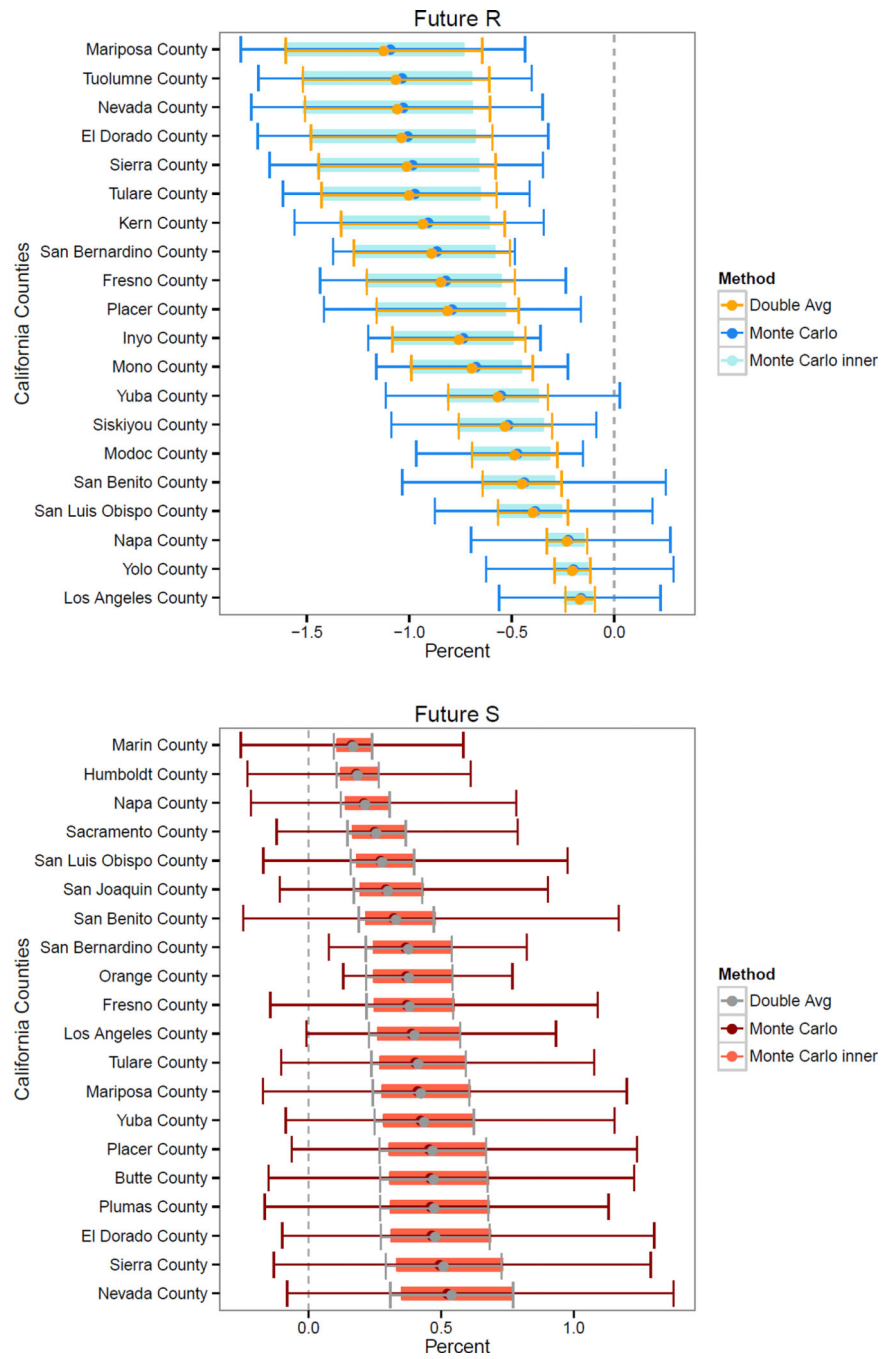 Future R
California Counties
Mariposa County
Tuolumne County
Nevada County
El Dorado County
Sierra County
Tulare County
Kern County
San Bernardino County
Fresno County
Placer County
Inyo County
Mono County
Yuba County
Siskiyou County
Modoc County
San Benito County
San Luis Obispo County
Napa County
Yolo County
Los Angeles County
−1.5 −1.0 −0.5 0.0
Percent
Method
Double Avg
Monte Carlo
Monte Carlo inner
Future S
California Counties
Marin County
Humboldt County
Napa County
Sacramento County
San Luis Obispo County
San Joaquin County
San Benito County
San Bernardino County
Orange County
Fresno County
Los Angeles County
Tulare County
Mariposa County
Yuba County
Placer County
Butte County
Plumas County
El Dorado County
Sierra County
Nevada County
0.0 0.5 1.0
Percent
Method
Double Avg
Monte Carlo
Monte Carlo inner